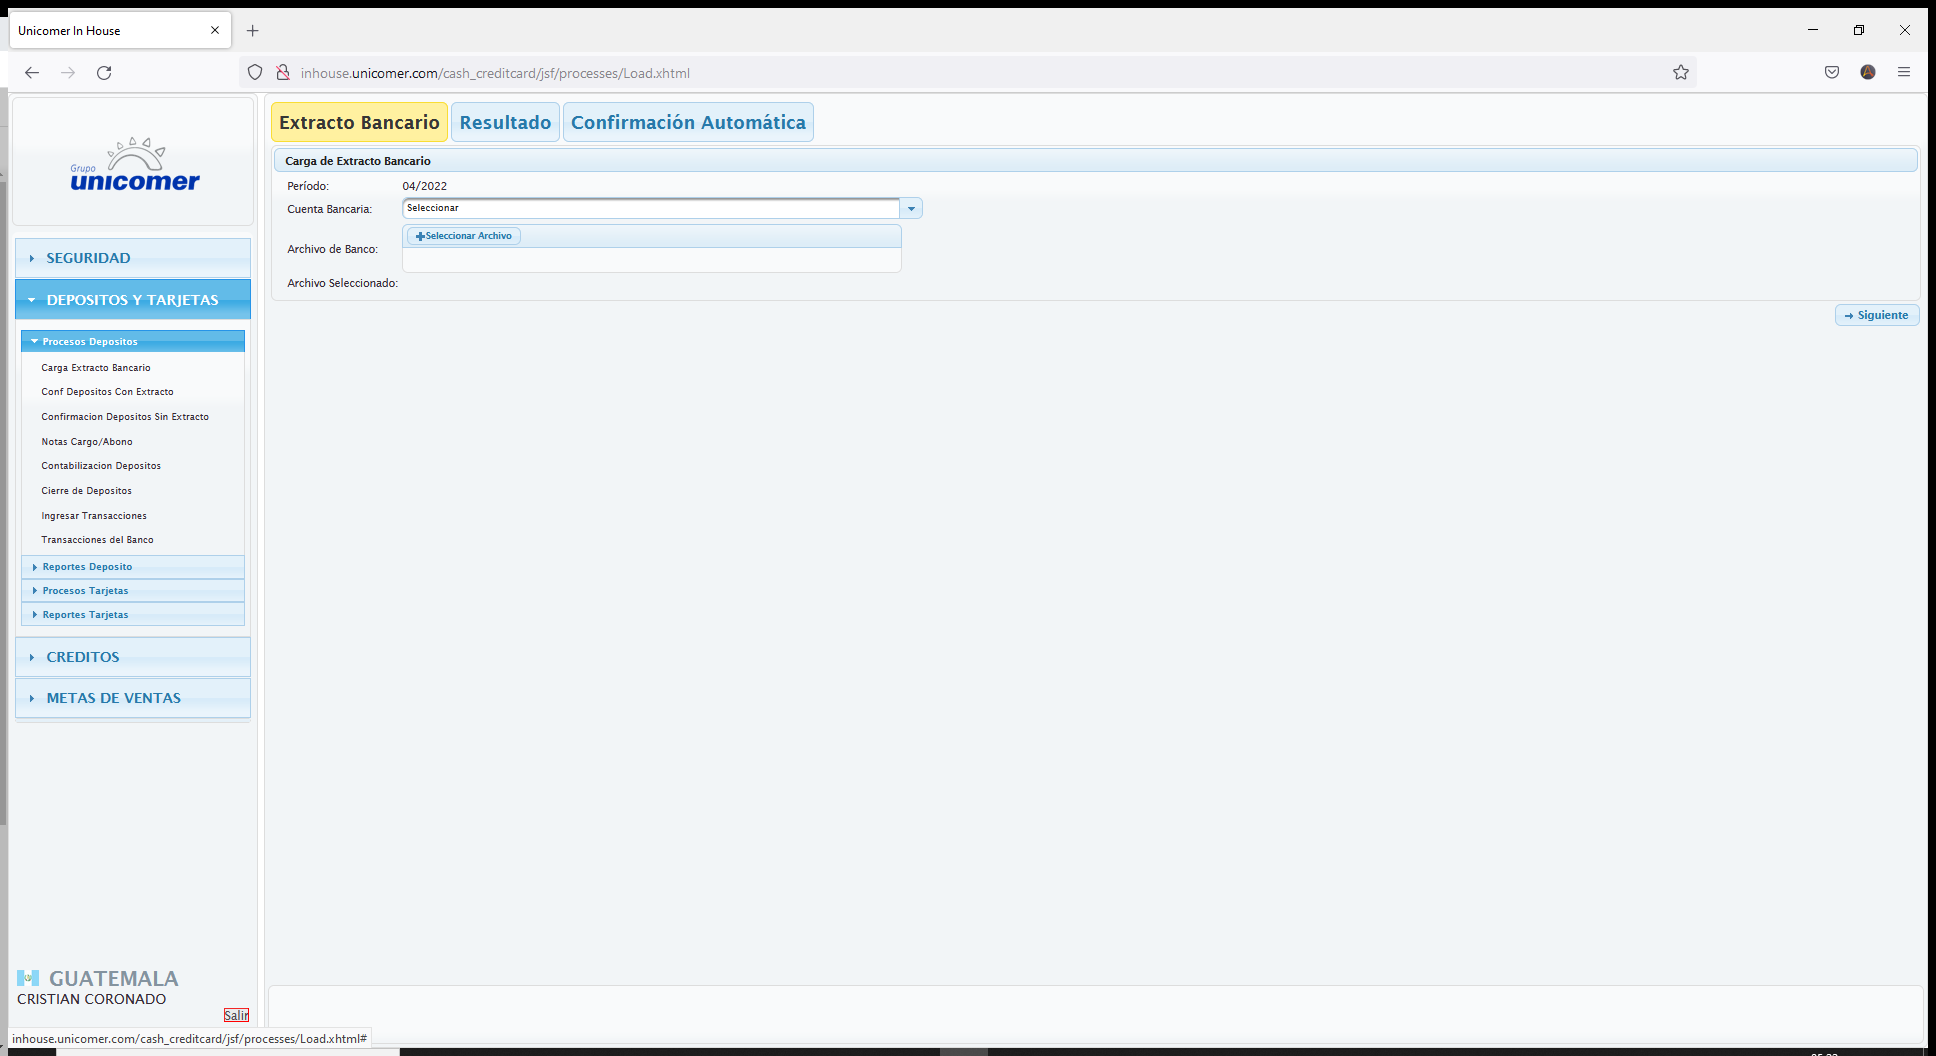 Unicomer In House
inhouse.unicomer.com/cash_creditcard/jsf/processes/Load.xhtml
Grupo
unicomer
SEGURIDAD
DEPOSITOS Y TARJETAS
Procesos Depositos
Carga Extracto Bancario
Conf Depositos Con Extracto
Confirmacion Depositos Sin Extracto
Notas Cargo/Abono
Contabilizacion Depositos
Cierre de Depositos
Ingresar Transacciones
Transacciones del Banco
Reportes Deposito
Procesos Tarjetas
Reportes Tarjetas
CREDITOS
METAS DE VENTAS
GUATEMALA
CRISTIAN CORONADO
Salir
inhouse.unicomer.com/cash_creditcard/jsf/processes/Load.xhtml#
Extracto Bancario Resultado Confirmación Automática
Carga de Extracto Bancario
Período: 04/2022
Cuenta Bancaria: Seleccionar
Archivo de Banco: Seleccionar Archivo
Archivo Seleccionado:
Siguiente